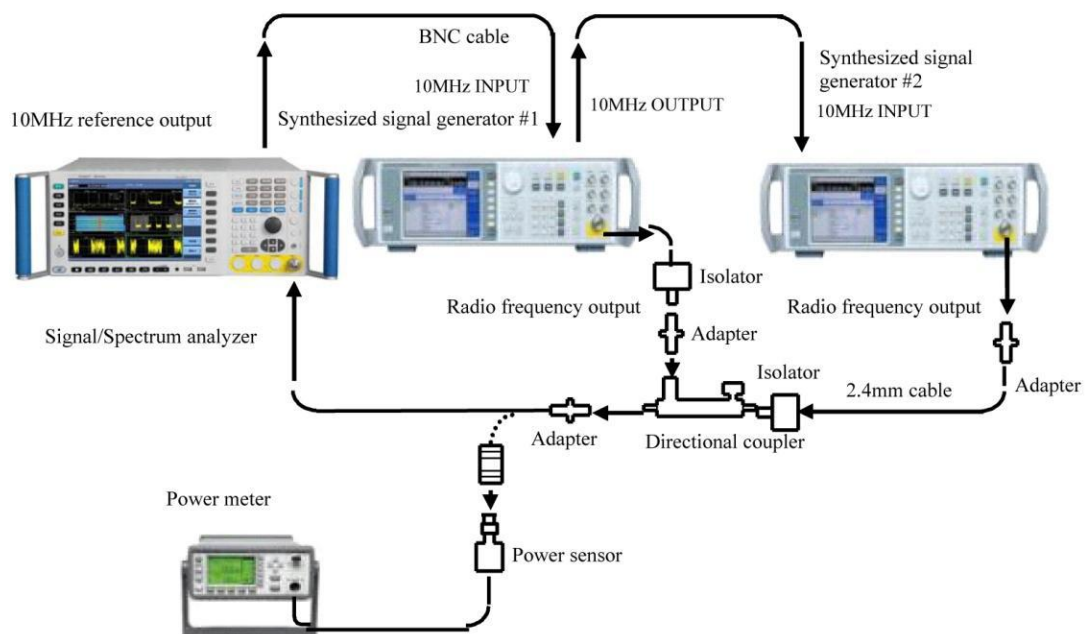 BNC cable
10MHz INPUT
Synthesized signal generator #1
10MHz OUTPUT
Synthesized signal
generator #2
10MHz INPUT
10MHz reference output
Isolator
Radio frequency output
Radio frequency output
Signal/Spectrum analyzer
Adapter
Isolator
2.4mm cable
Adapter
Adapter
Directional coupler
Power meter
Power sensor